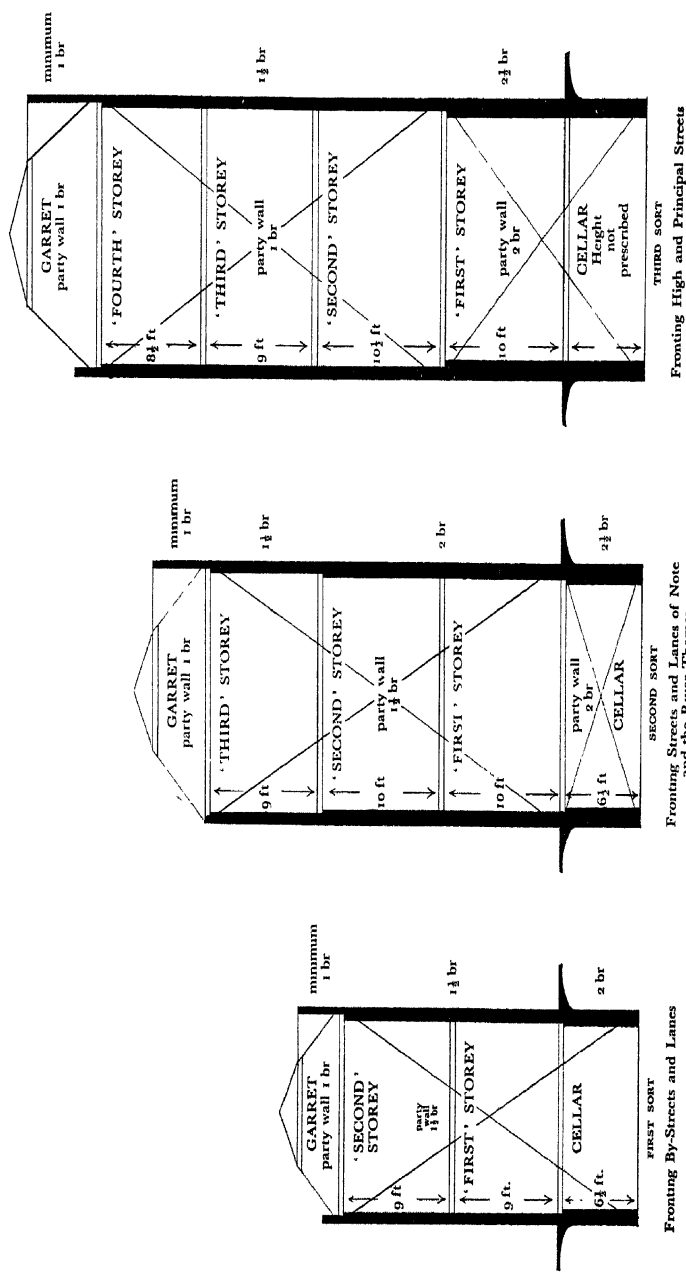 GARRET
party wall 1 br
minimum
1 br
'SECOND'
STOREY
9 ft
party
wall
1½ br
1½ br
'FIRST' STOREY
9 ft.
CELLAR
6½ ft.
2 br
FIRST SORT
Fronting By-Streets and Lanes
GARRET
party wall 1 br
minimum
1 br
'THIRD' STOREY
9 ft
1½ br
'SECOND' STOREY
party wall
1½ br
10 ft
2 br
'FIRST' STOREY
10 ft
party wall
2 br
CELLAR
6½ ft
2½ br
SECOND SORT
Fronting Streets and Lanes of Note
and the River
GARRET
party wall 1 br
minimum
1 br
'FOURTH' STOREY
8½ ft
'THIRD' STOREY
9 ft
party wall
1½ br
'SECOND' STOREY
10½ ft
'FIRST' STOREY
10 ft
party wall
2 br
2½ br
CELLAR
Height
not
prescribed
THIRD SORT
Fronting High and Principal Streets